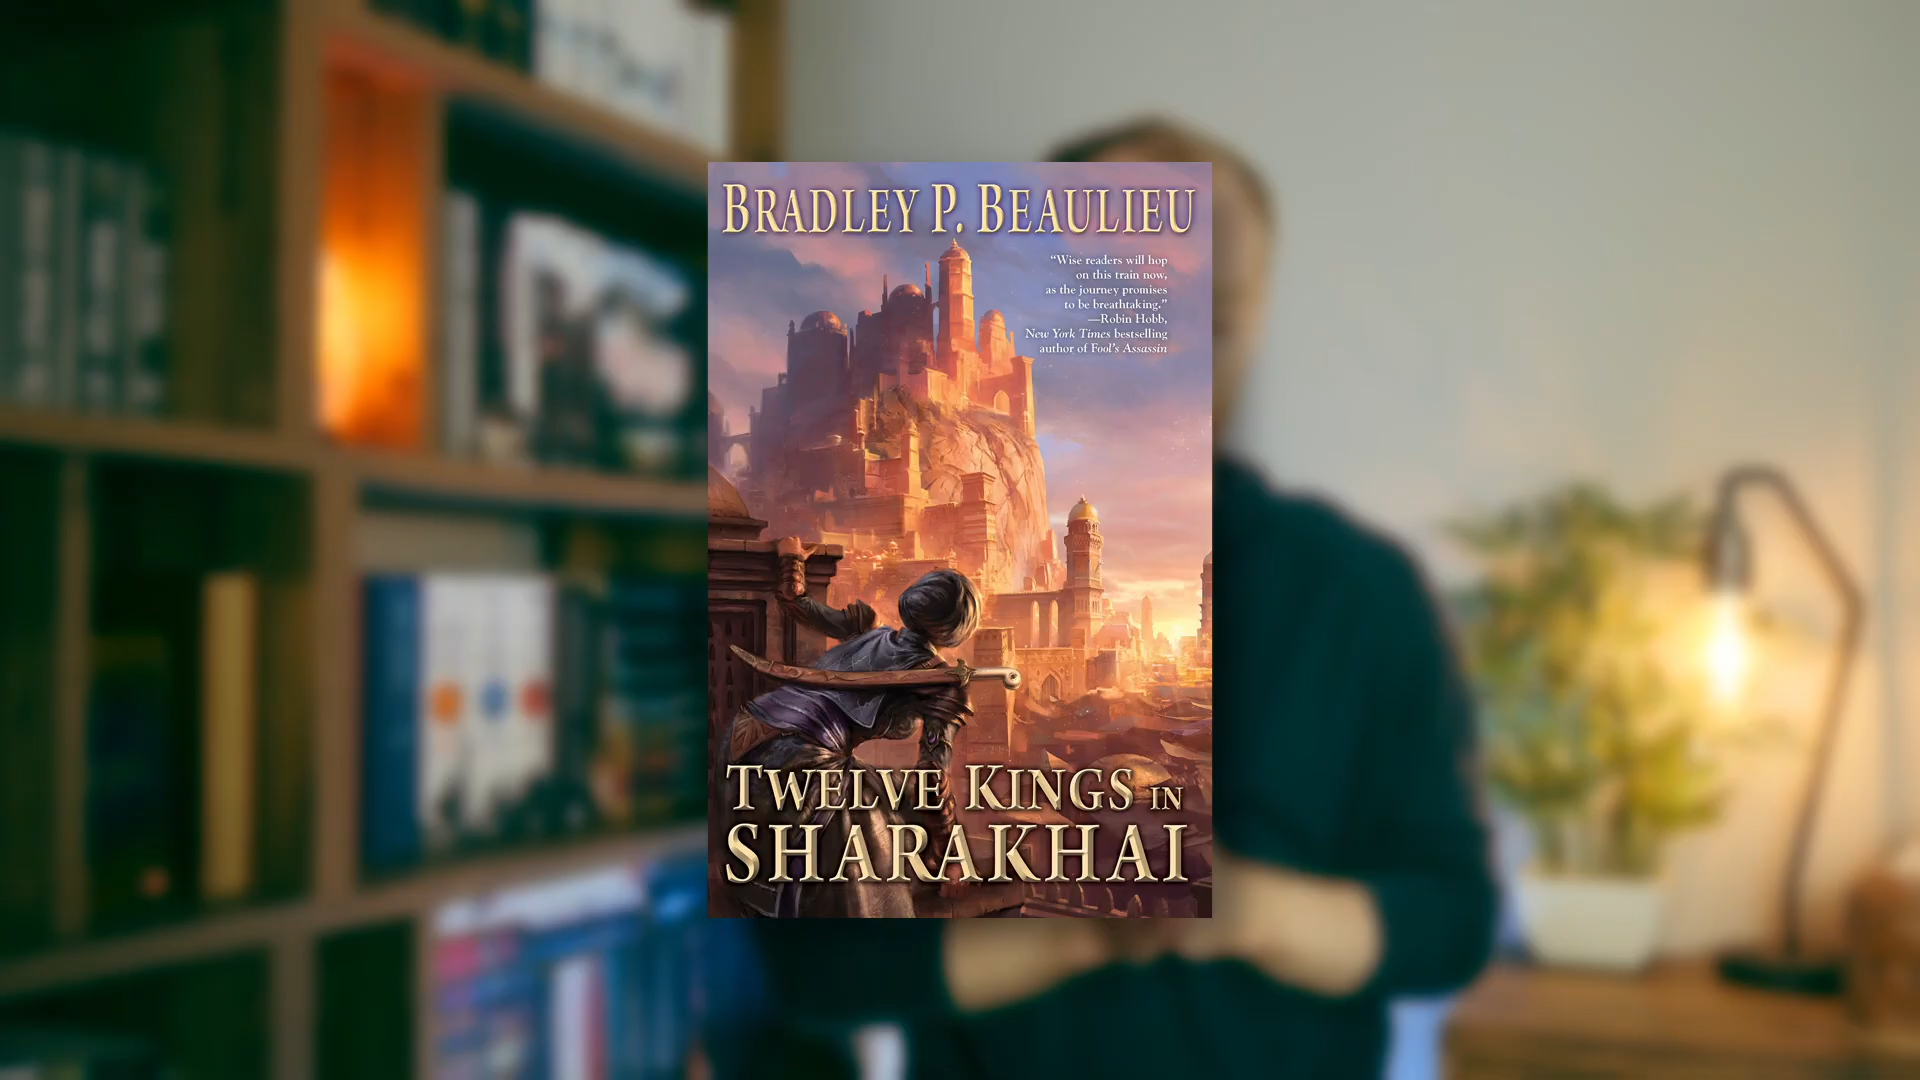 BRADLEY P. BEAULIEU
“Wise readers will hop
on this train now,
as the journey promises
to be breathtaking.”
—Robin Hobb,
New York Times bestselling
author of Fool’s Assassin
TWELVE KINGS IN
SHARAKHAI